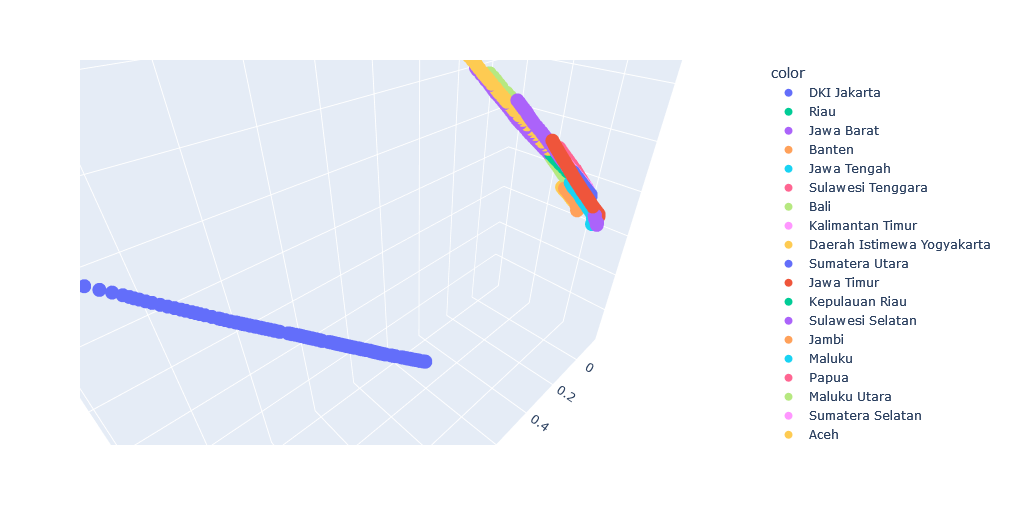 color
DKI Jakarta
Riau
Jawa Barat
Banten
Jawa Tengah
Sulawesi Tenggara
Bali
Kalimantan Timur
Daerah Istimewa Yogyakarta
Sumatera Utara
Jawa Timur
Kepulauan Riau
Sulawesi Selatan
Jambi
Maluku
Papua
Maluku Utara
Sumatera Selatan
Aceh
0
0.2
0.4